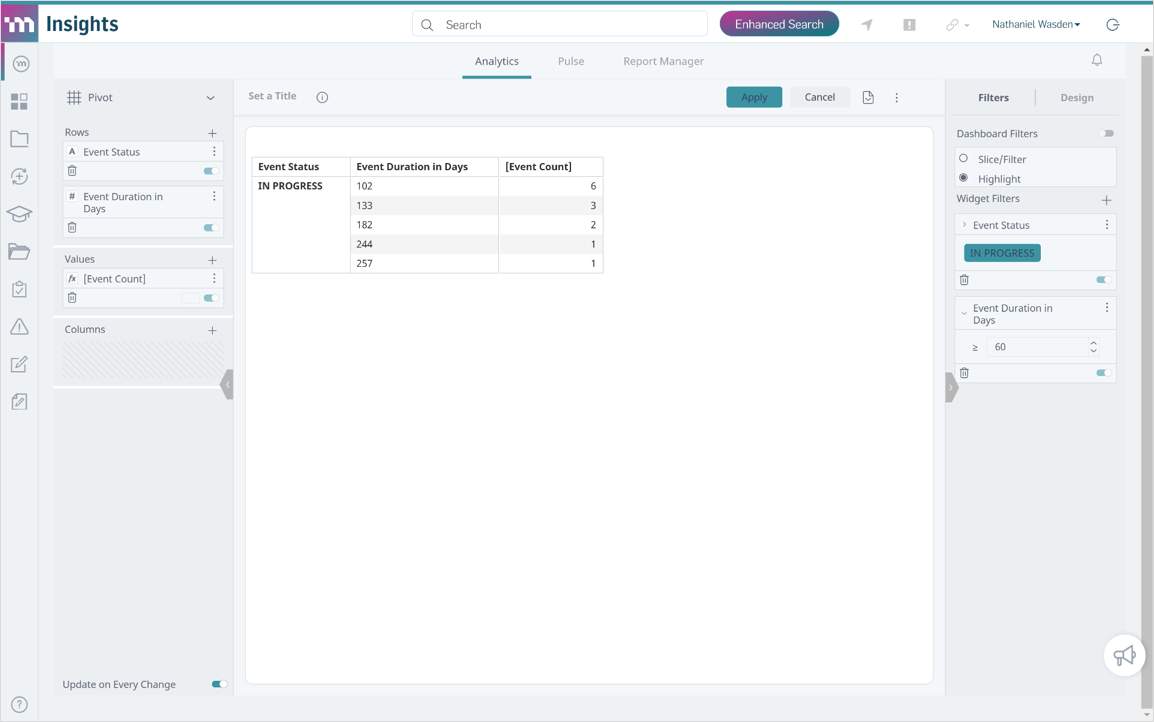 Insights
Search
Enhanced Search
Nathaniel Wasden
Analytics
Pulse
Report Manager
Pivot
Rows
A Event Status
# Event Duration in
Days
Values
fx [Event Count]
Columns
Update on Every Change
Set a Title
Apply
Cancel
Event Status Event Duration in Days [Event Count]
IN PROGRESS 102 6
133 3
182 2
244 1
257 1
Filters
Design
Dashboard Filters
Slice/Filter
Highlight
Widget Filters
Event Status
IN PROGRESS
Event Duration in
Days
≥ 60